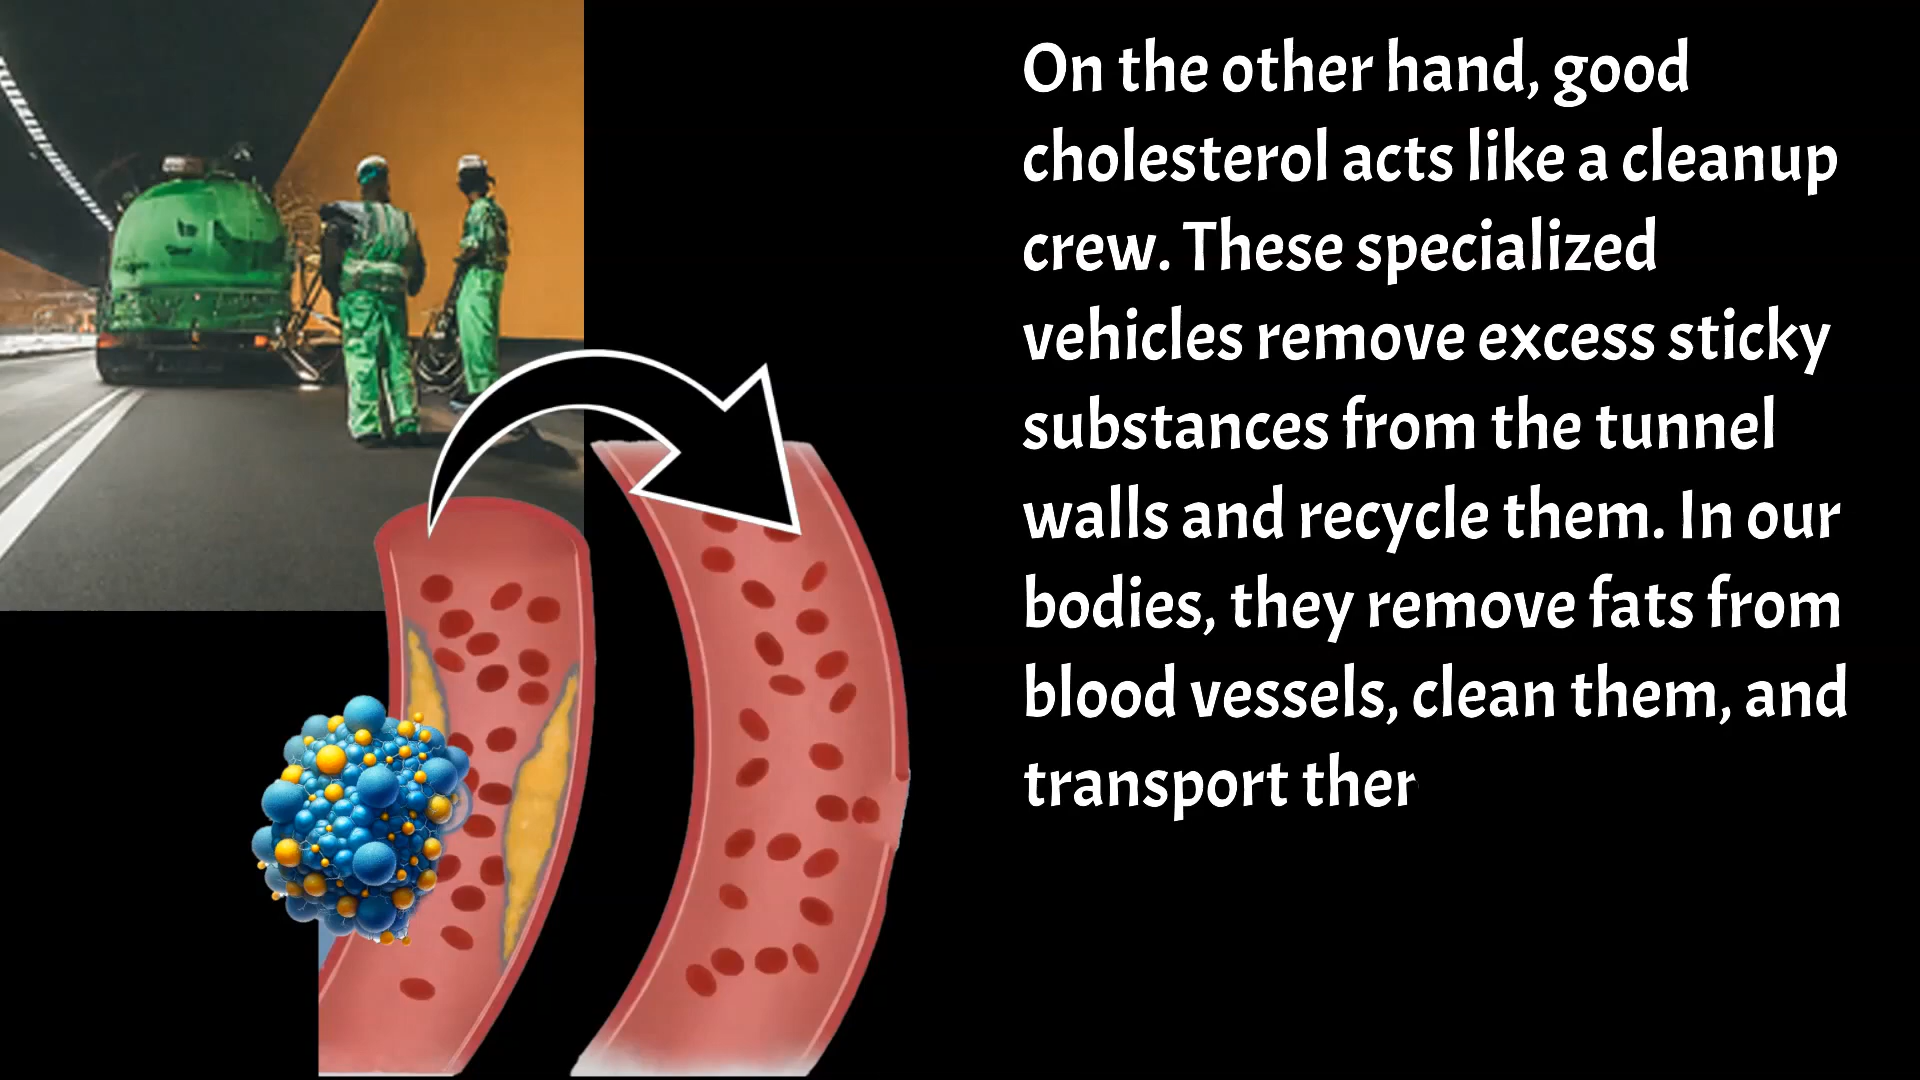 On the other hand, good
cholesterol acts like a cleanup
crew. These specialized
vehicles remove excess sticky
substances from the tunnel
walls and recycle them. In our
bodies, they remove fats from
blood vessels, clean them, and
transport